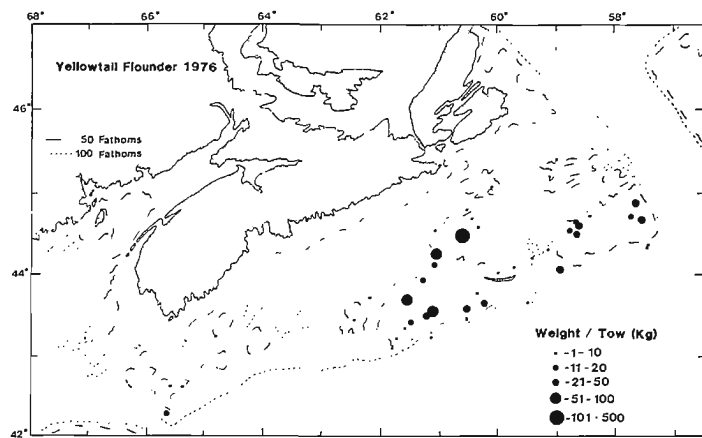 68° 66° 64° 62° 60° 58°
Yellowtail Flounder 1976
46°
50 Fathoms
100 Fathoms
44°
Weight / Tow (Kg)
-1-10
-11-20
-21-50
-51-100
-101-500
42°